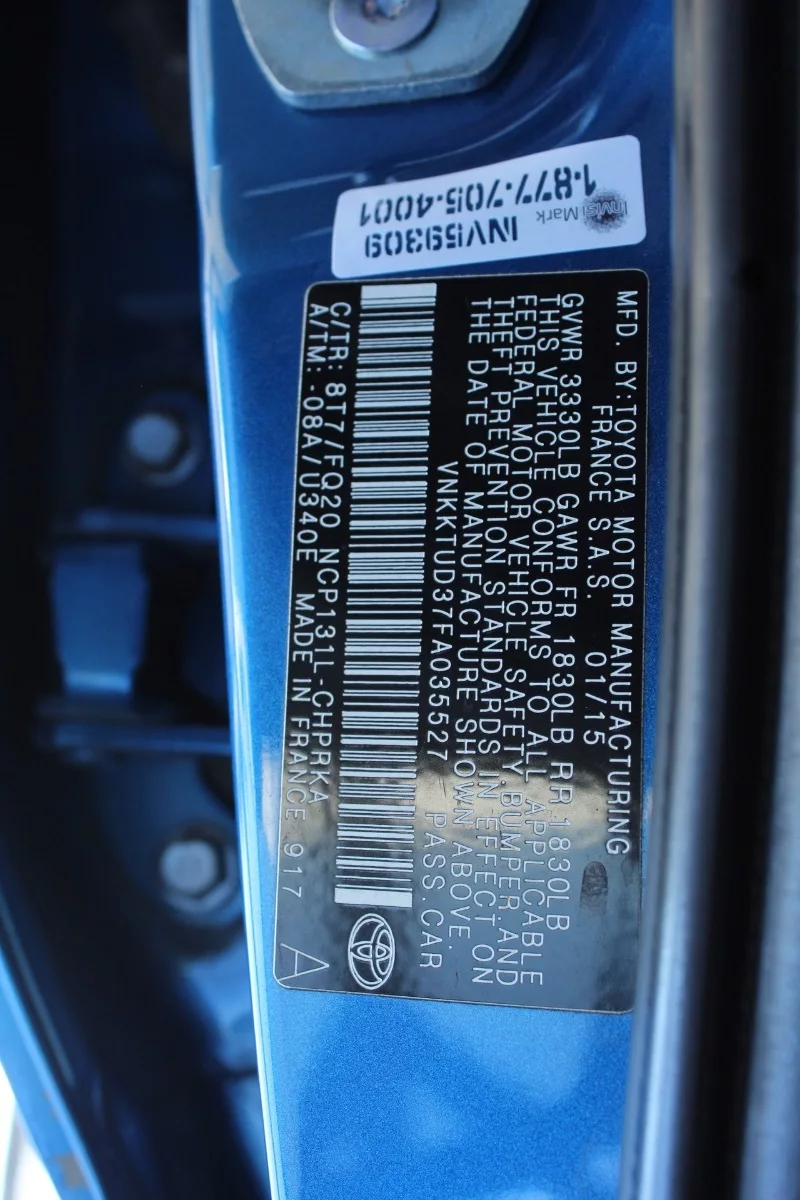 INV59309
InvisiMark
1-877-705-4001
MFD. BY:TOYOTA MOTOR MANUFACTURING
FRANCE S.A.S. 01/15
GVWR 3330LB GAWR FR 1830LB RR 1830LB
THIS VEHICLE CONFORMS TO ALL APPLICABLE
FEDERAL MOTOR VEHICLE SAFETY,BUMPER,AND
THEFT PREVENTION STANDARDS IN EFFECT ON
THE DATE OF MANUFACTURE SHOWN ABOVE.
VNKKTUD37FA035527 PASS.CAR
C/TR: 8T7/FQ20 NCP131L-CHPRKA
A/TM: -08A/U340E MADE IN FRANCE 917 A